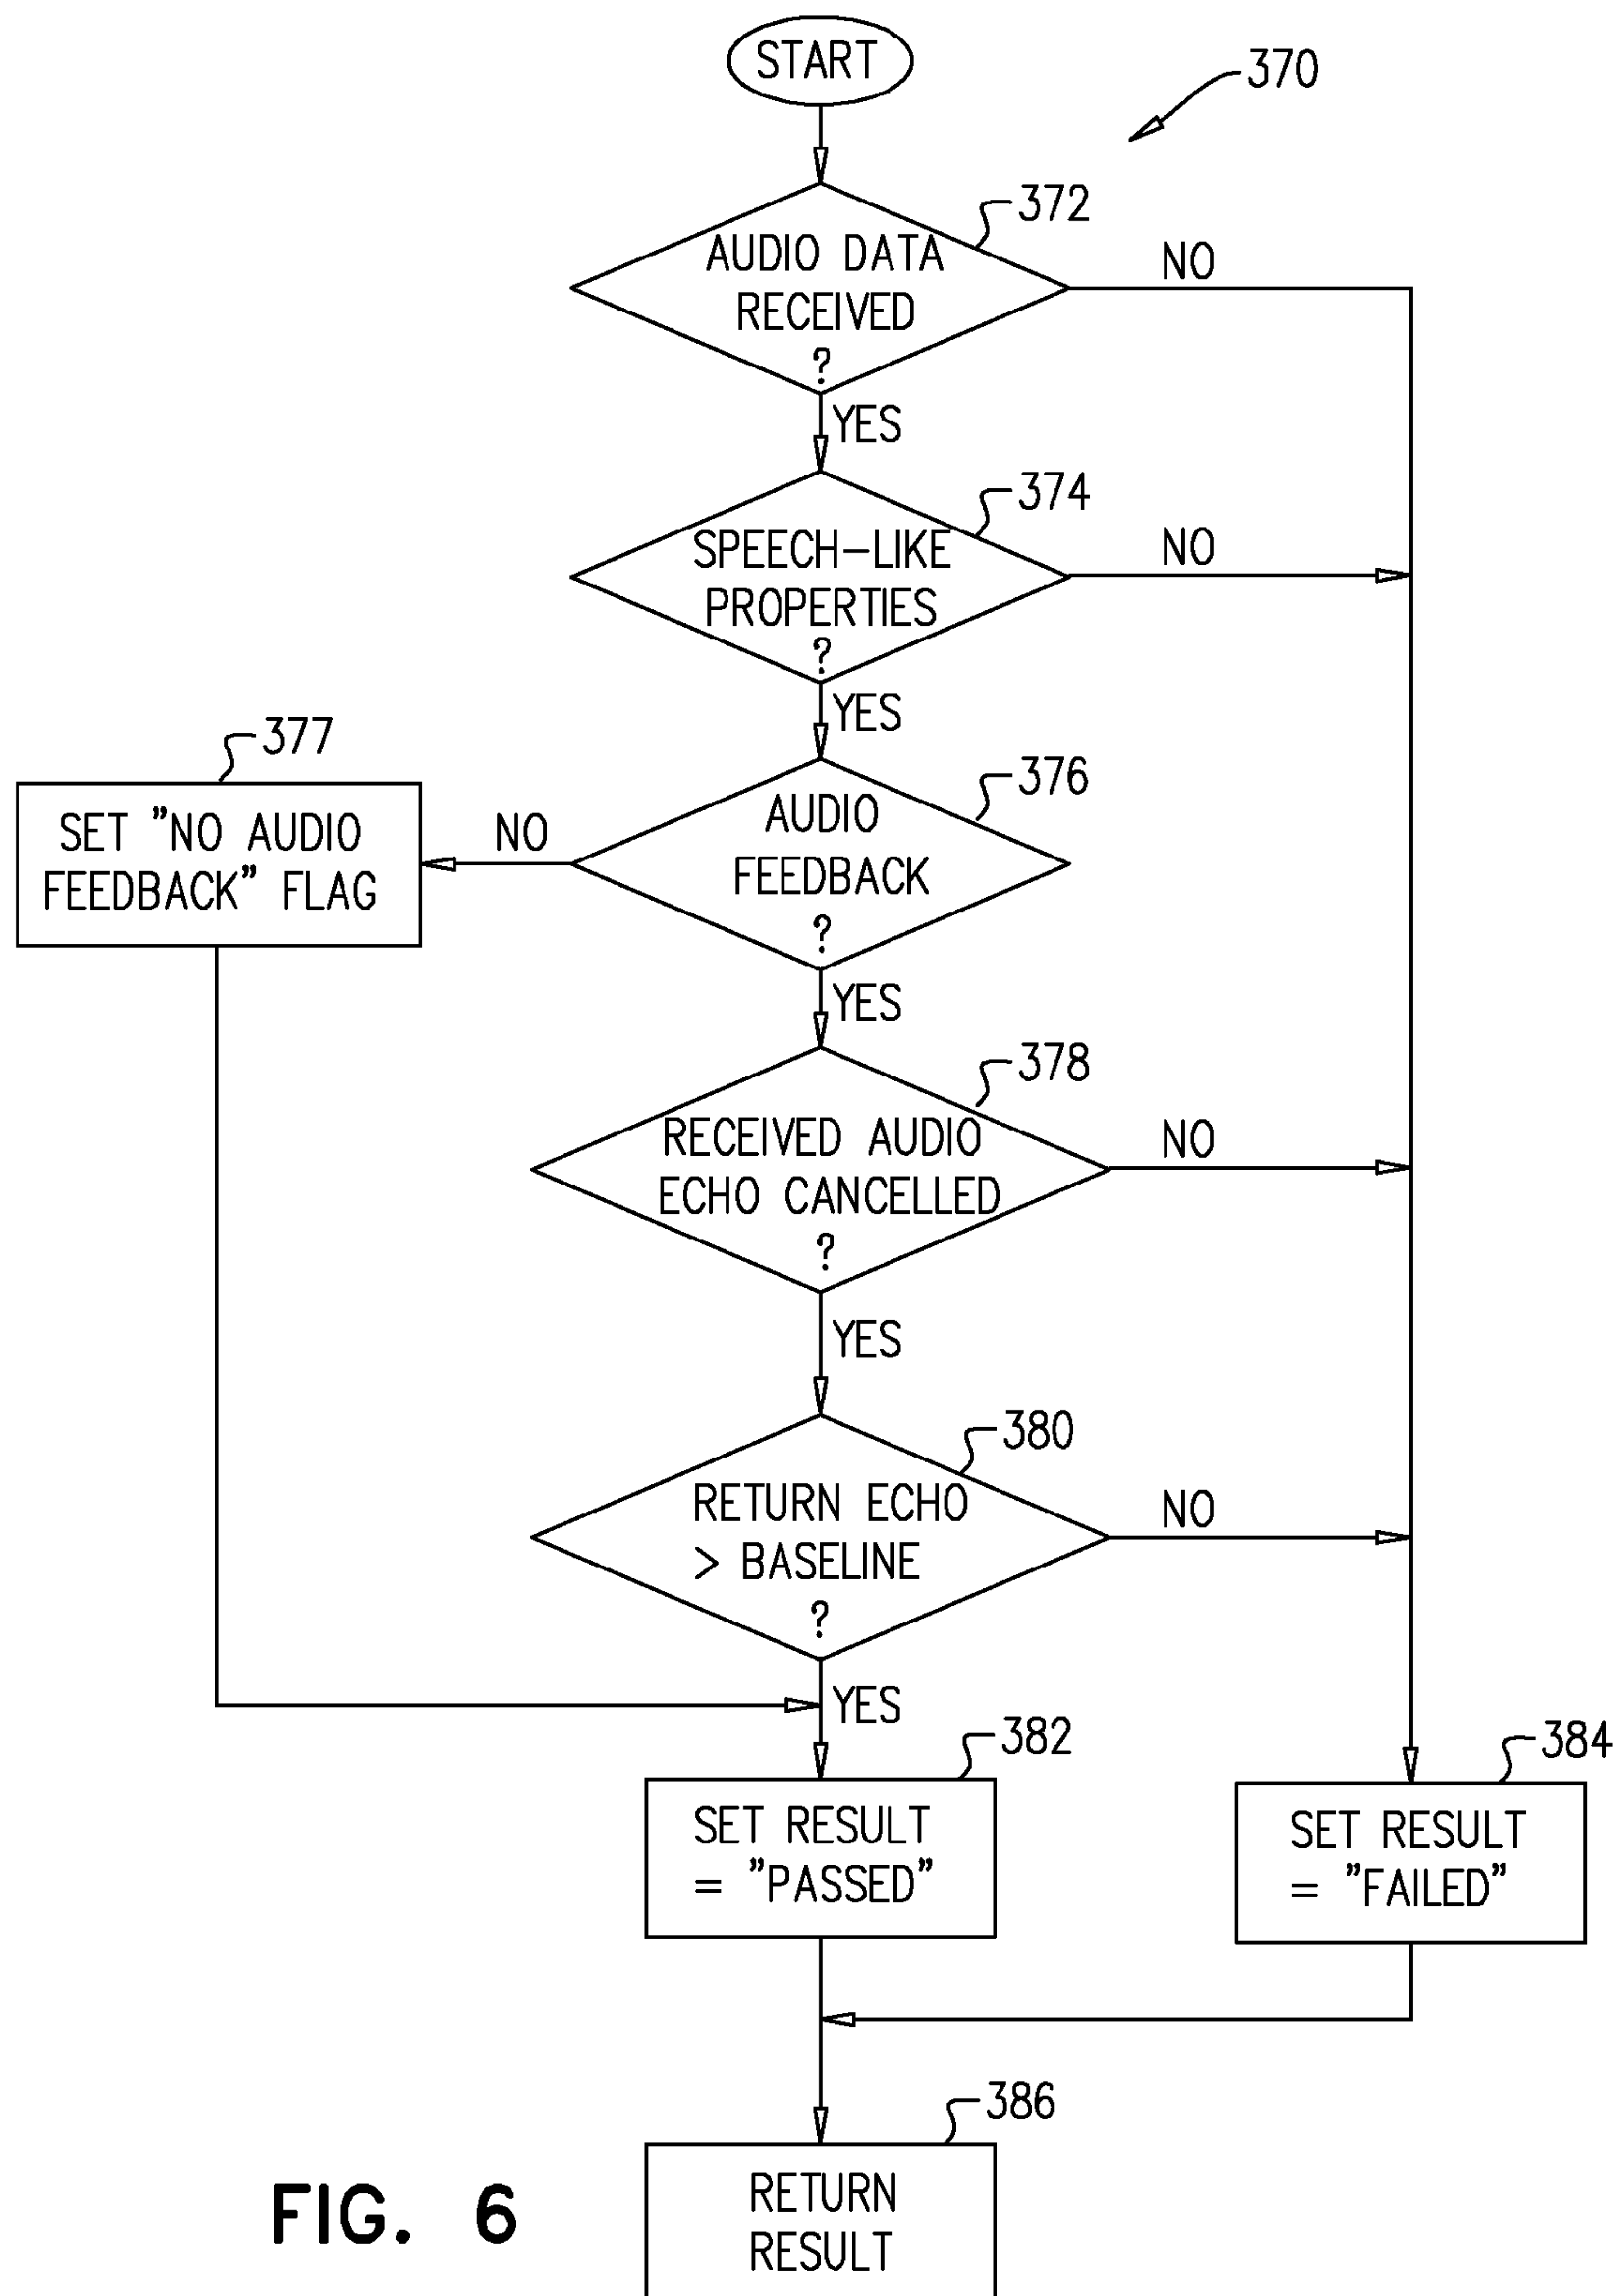 START
370
372
AUDIO DATA
RECEIVED
?
NO
YES
374
SPEECH-LIKE
PROPERTIES
?
NO
YES
377
SET "NO AUDIO
FEEDBACK" FLAG
NO
376
AUDIO
FEEDBACK
?
YES
378
RECEIVED AUDIO
ECHO CANCELLED
?
NO
YES
380
RETURN ECHO
> BASELINE
?
NO
YES
382
SET RESULT
= "PASSED"
384
SET RESULT
= "FAILED"
386
RETURN
RESULT
FIG. 6